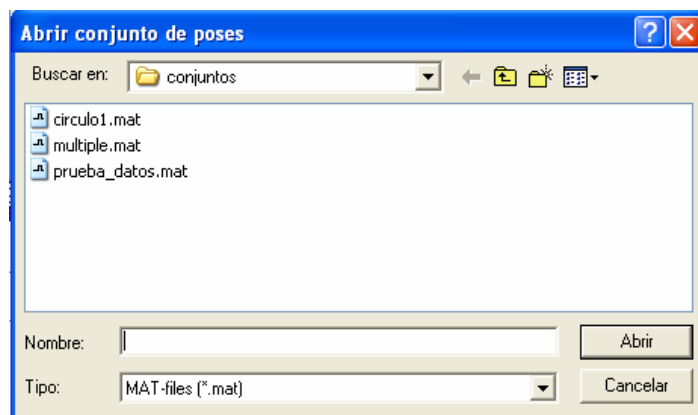 Abrir conjunto de poses
Buscar en: conjuntos
circulo1.mat
multiple.mat
prueba_datos.mat
Nombre: Abrir
Tipo: MAT-files (*.mat) Cancelar